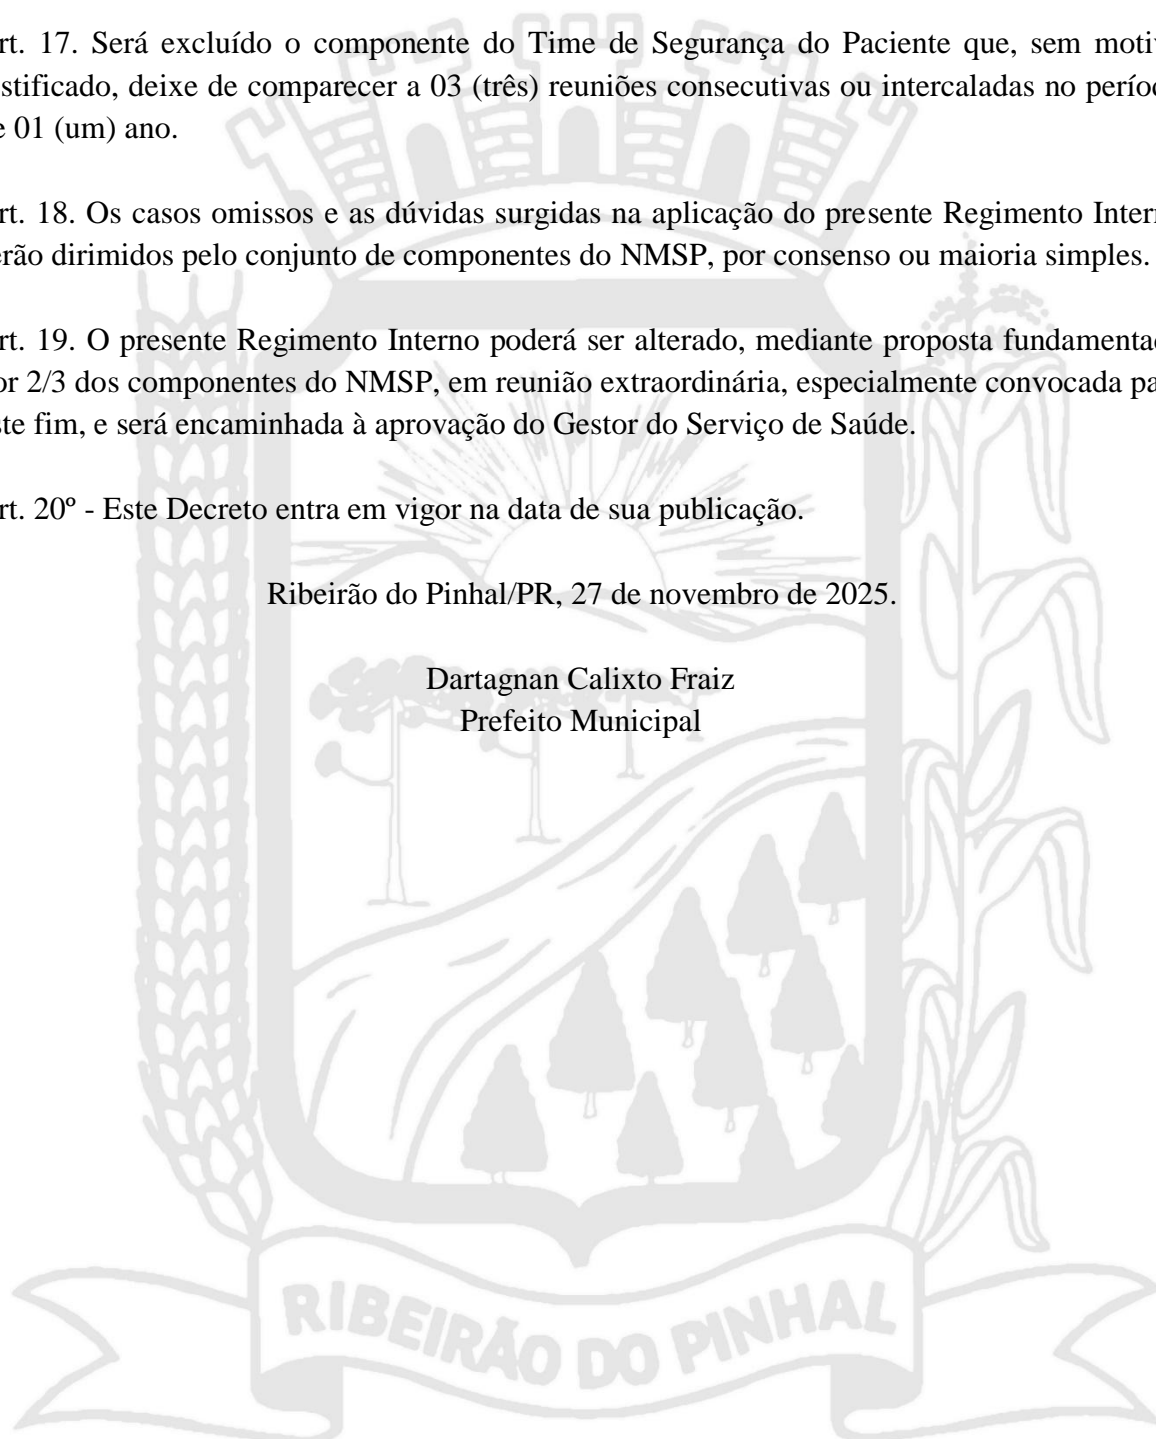 rt. 17. Será excluído o componente do Time de Segurança do Paciente que, sem motiv
stificado, deixe de comparecer a 03 (três) reuniões consecutivas ou intercaladas no períod
e 01 (um) ano.
rt. 18. Os casos omissos e as dúvidas surgidas na aplicação do presente Regimento Intern
erão dirimidos pelo conjunto de componentes do NMSP, por consenso ou maioria simples.
rt. 19. O presente Regimento Interno poderá ser alterado, mediante proposta fundamentad
or 2/3 dos componentes do NMSP, em reunião extraordinária, especialmente convocada pa
ste fim, e será encaminhada à aprovação do Gestor do Serviço de Saúde.
rt. 20º - Este Decreto entra em vigor na data de sua publicação.
Ribeirão do Pinhal/PR, 27 de novembro de 2025.
Dartagnan Calixto Fraiz
Prefeito Municipal
RIBEIRÃO DO PINHAL